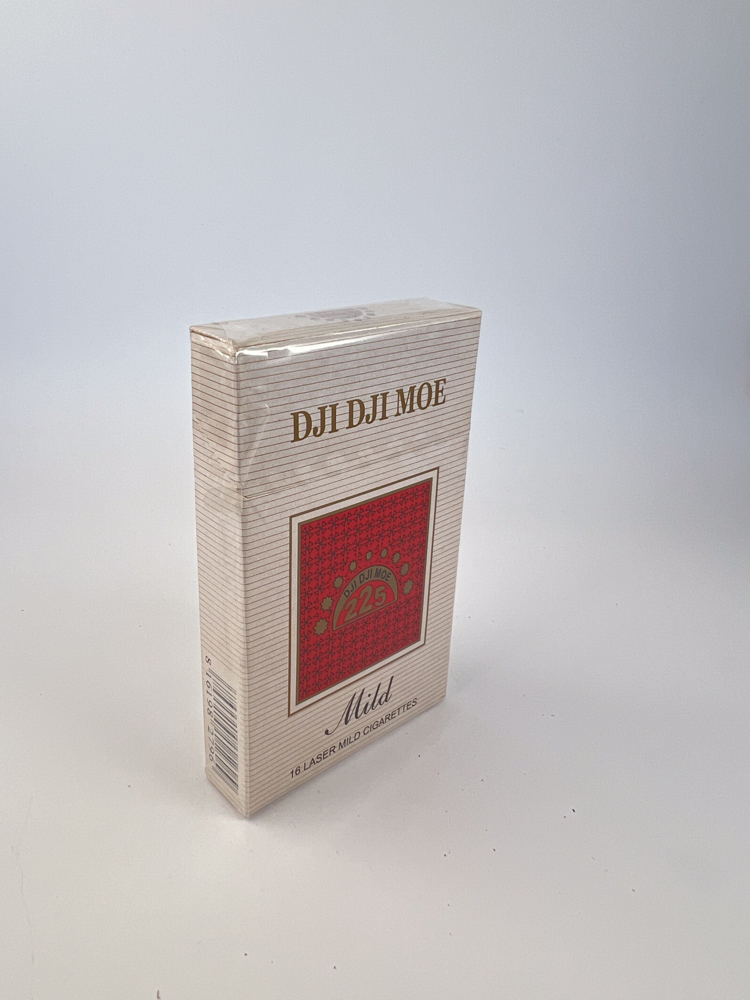 DJI DJI MOE
DJI DJI MOE
225
Mild
16 LASER MILD CIGARETTES